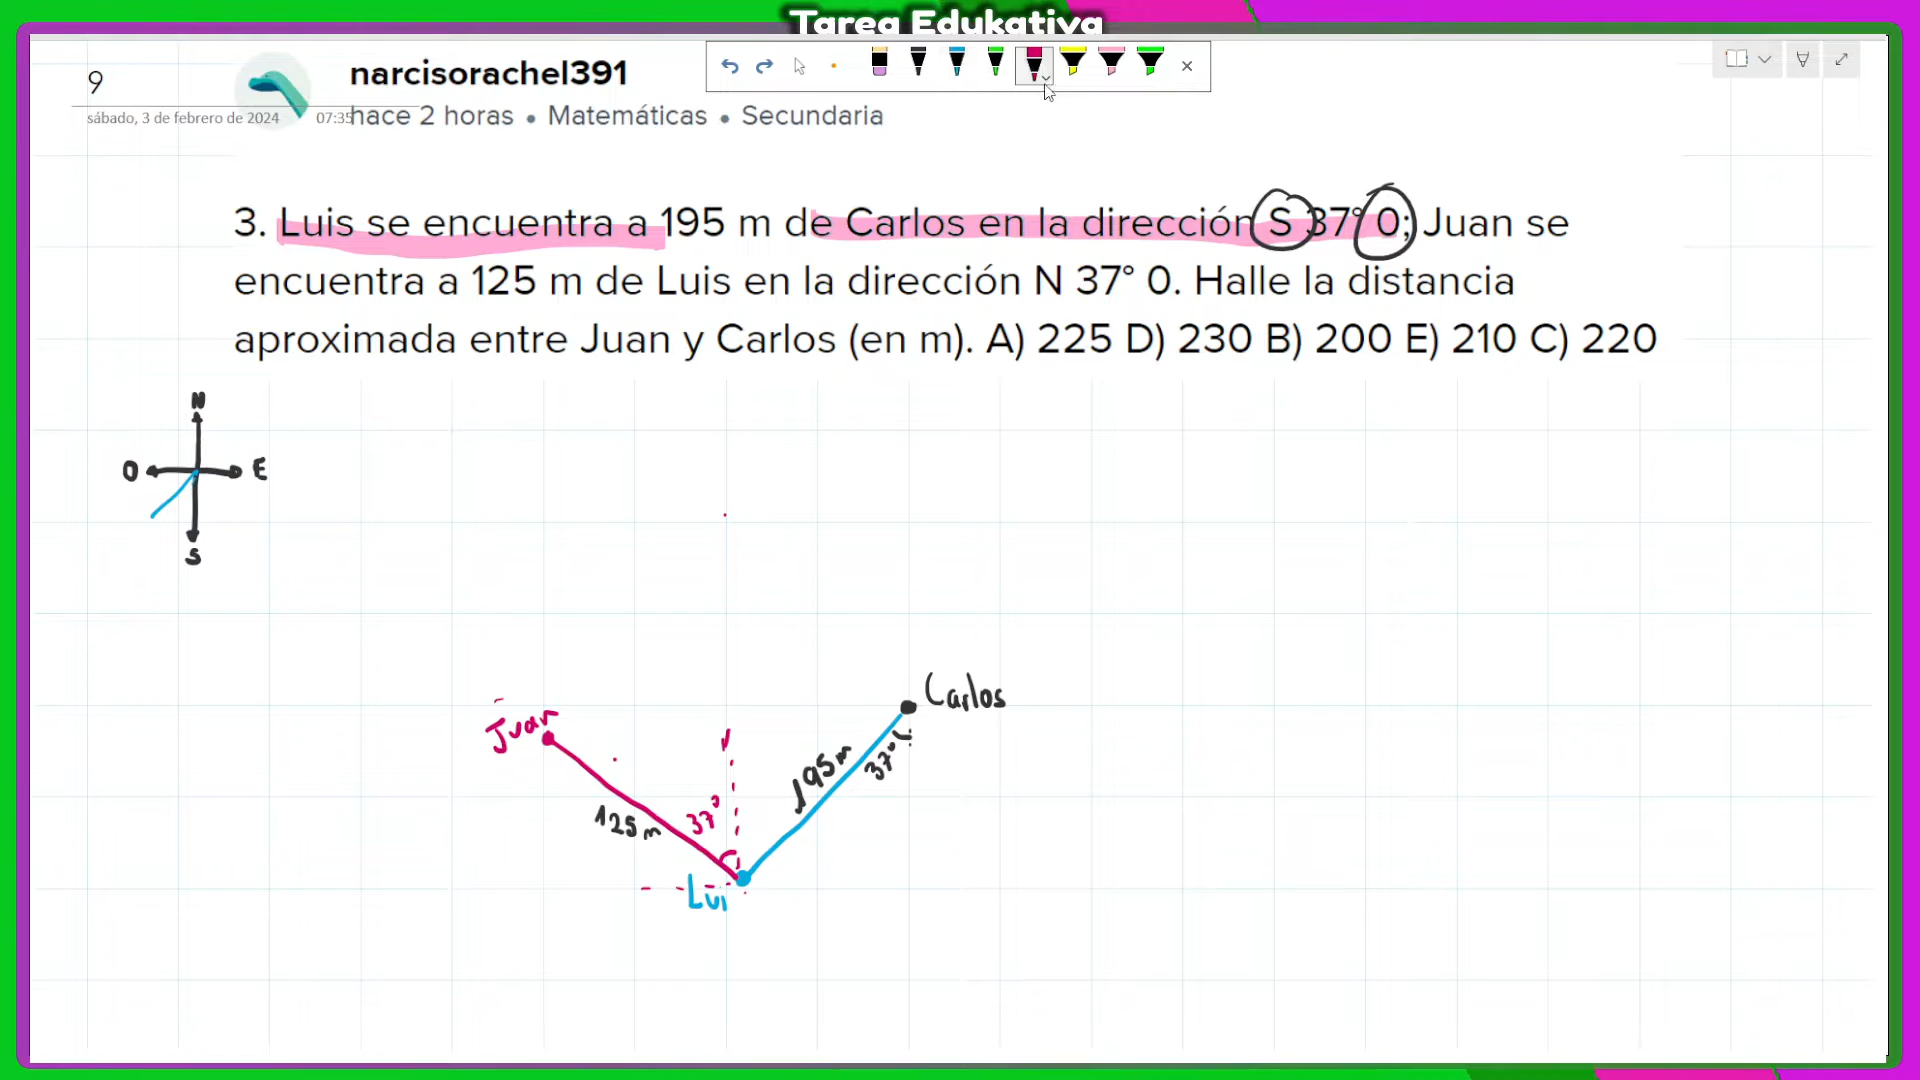 Tarea Edukativa
9
narcisorachel391
sábado, 3 de febrero de 2024 07:35
hace 2 horas • Matemáticas • Secundaria
3. Luis se encuentra a 195 m de Carlos en la dirección S 37° 0; Juan se
encuentra a 125 m de Luis en la dirección N 37° 0. Halle la distancia
aproximada entre Juan y Carlos (en m). A) 225 D) 230 B) 200 E) 210 C) 220
N
O E
S
Carlos
Juan
195m
37°
37°
125m
Lui